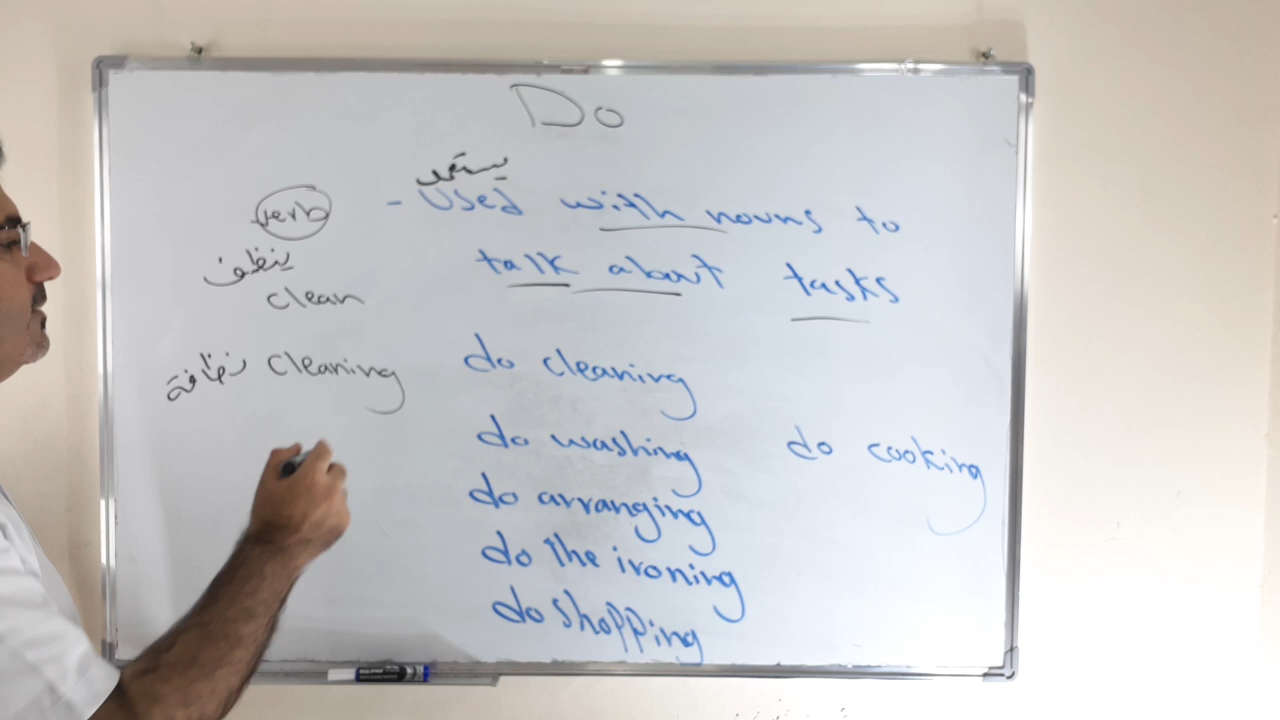 Do
يستخدم
- Used with nouns to
talk about tasks
verb
ينظف
clean
cleaning نظافة
do cleaning
do washing
do cooking
do arranging
do the ironing
do shopping